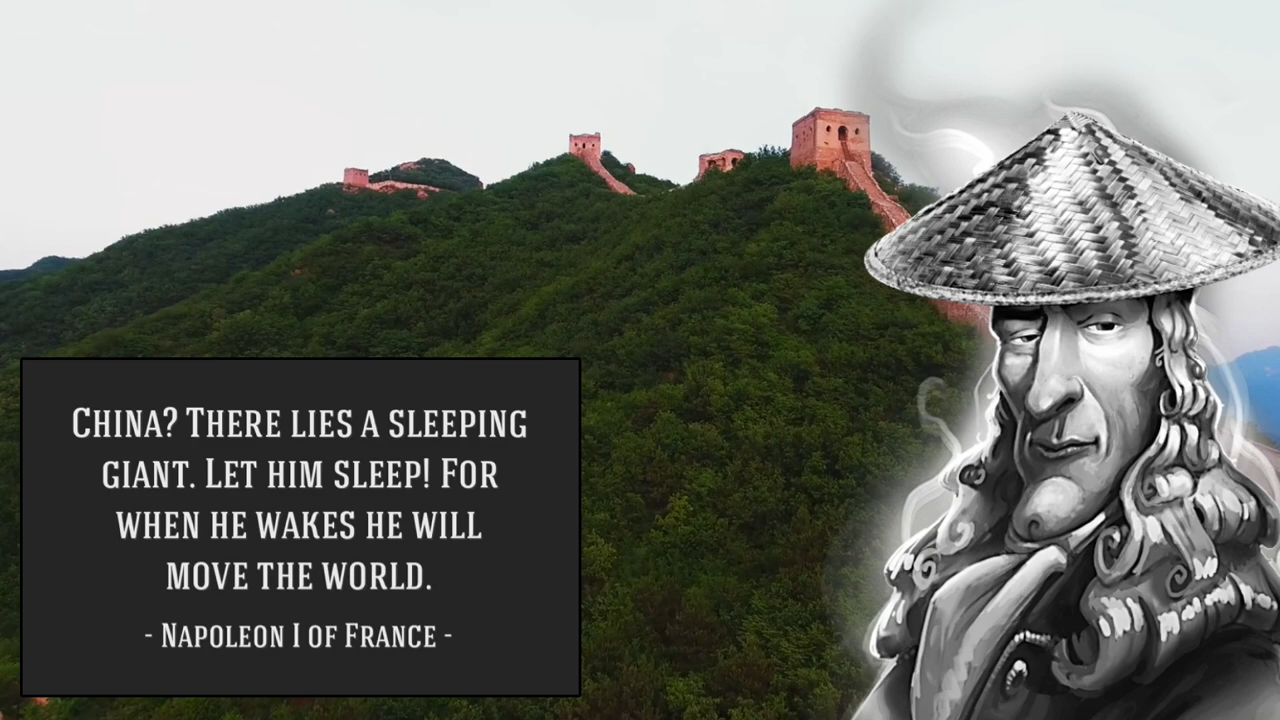 China? There lies a sleeping
giant. Let him sleep! For
when he wakes he will
move the world.
- Napoleon I of France -